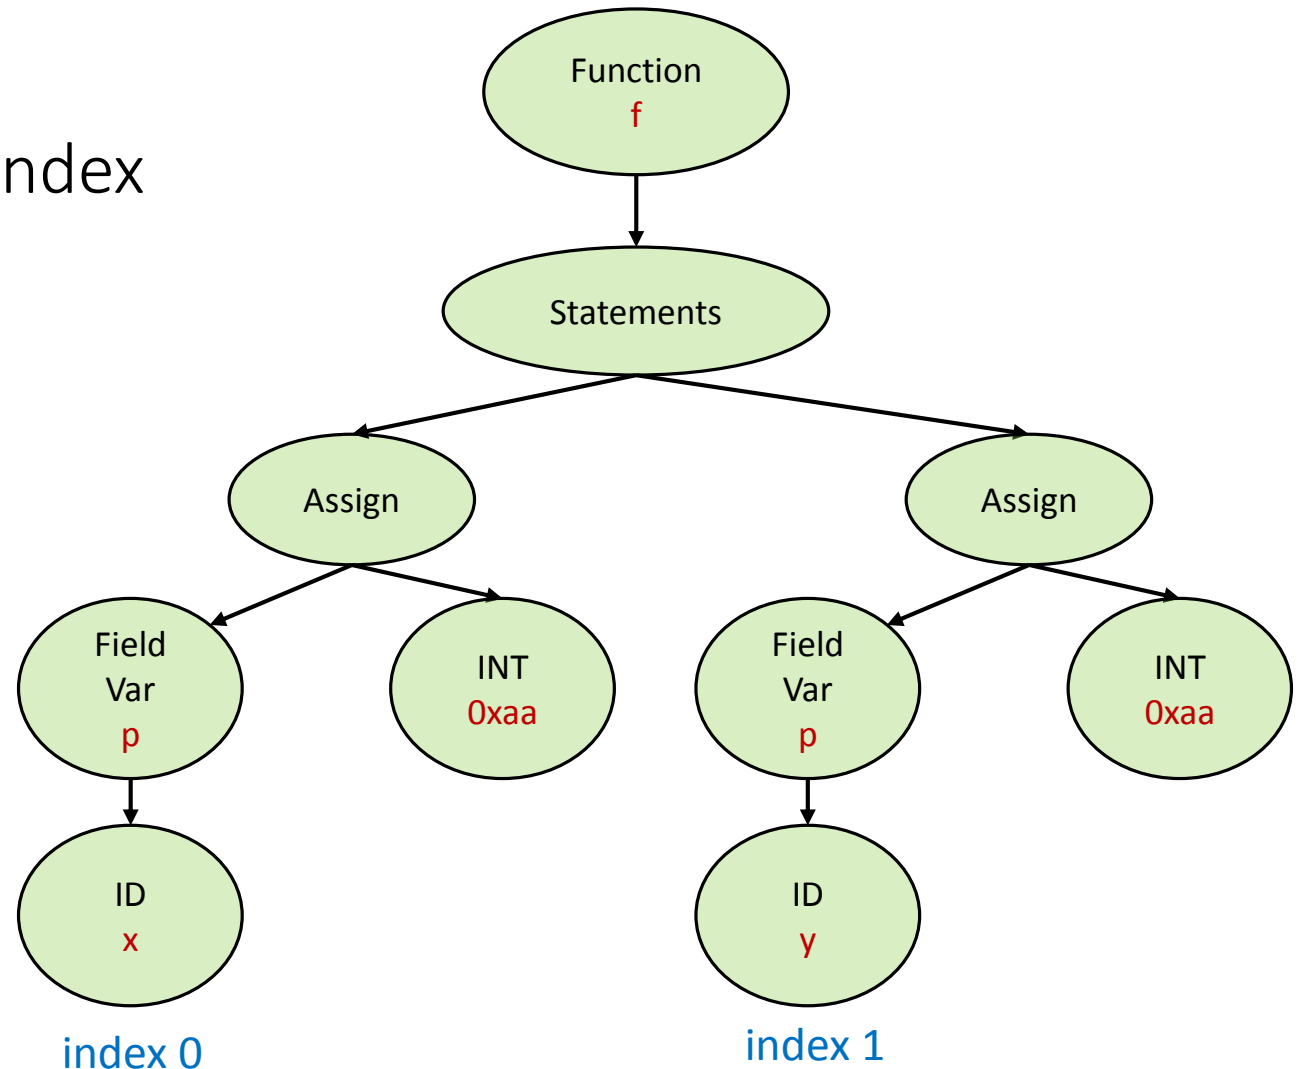 Function
f
ndex
Statements
Assign
Assign
Field
Var
p
INT
0xaa
Field
Var
p
INT
0xaa
ID
x
ID
y
index 0
index 1